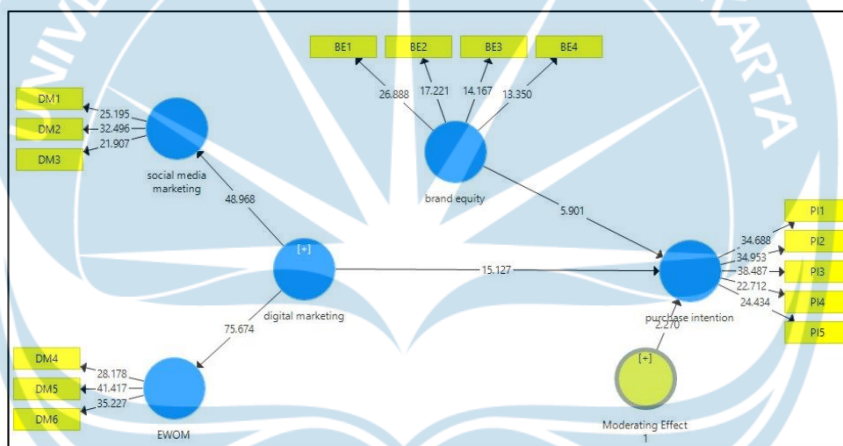 UNIVE
KARTA
BE1
BE2
BE3
BE4
26.888
17.221
14.167
13.350
DM1
DM2
DM3
25.195
32.496
21.907
social media
marketing
brand equity
48.968
5.901
PI1
PI2
PI3
PI4
PI5
34.688
34.953
38.487
22.712
24.434
[+]
15.127
digital marketing
purchase intention
75.674
2.270
DM4
DM5
DM6
28.178
41.417
35.227
EWOM
[+]
Moderating Effect
1